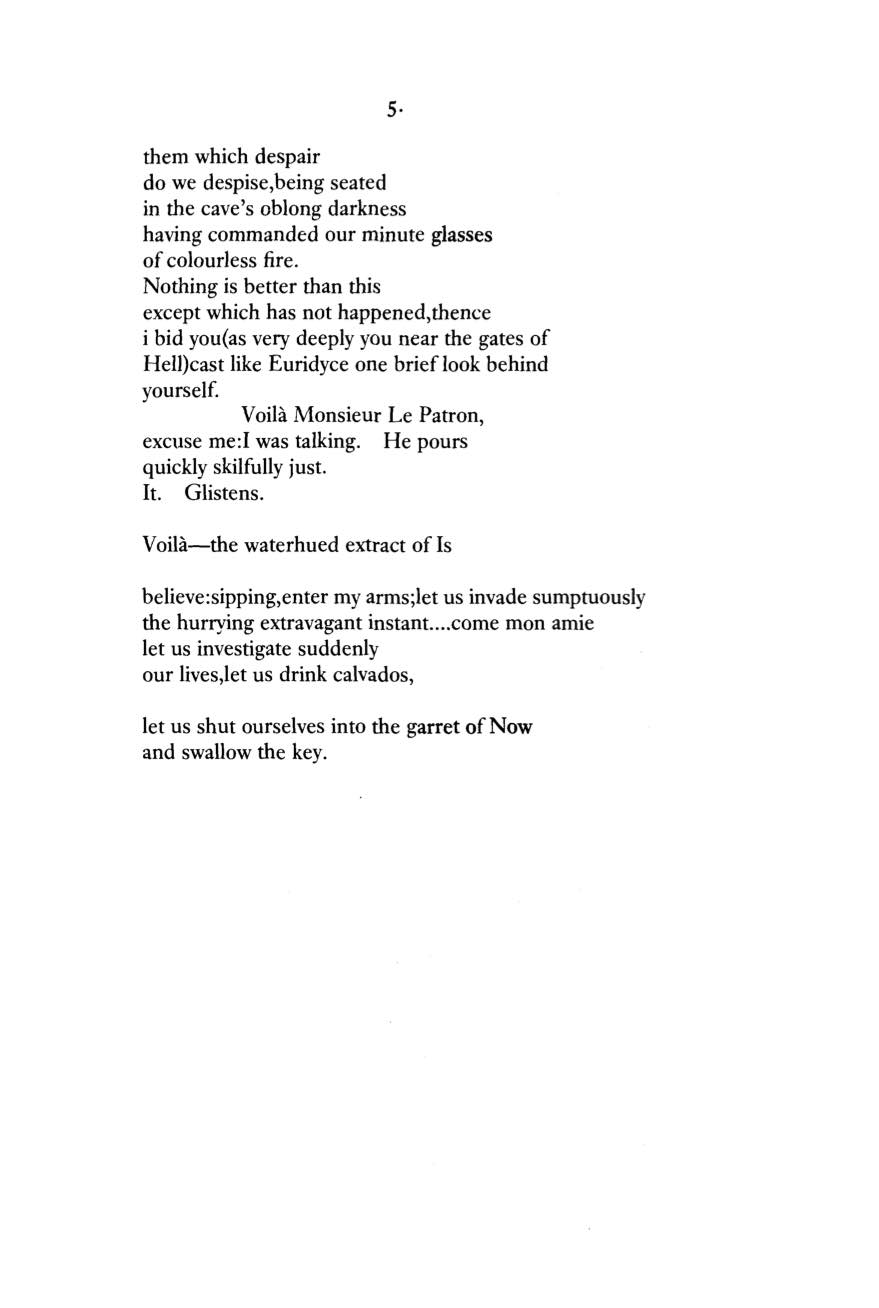 5.
them which despair
do we despise,being seated
in the cave's oblong darkness
having commanded our minute glasses
of colourless fire.
Nothing is better than this
except which has not happened,thence
i bid you(as very deeply you near the gates of
Hell)cast like Euridyce one brief look behind
yourself.
Voilà Monsieur Le Patron,
excuse me:I was talking.    He pours
quickly skilfully just.
It.    Glistens.
Voilà—the waterhued extract of Is
believe:sipping,enter my arms;let us invade sumptuously
the hurrying extravagant instant....come mon amie
let us investigate suddenly
our lives,let us drink calvados,
let us shut ourselves into the garret of Now
and swallow the key.